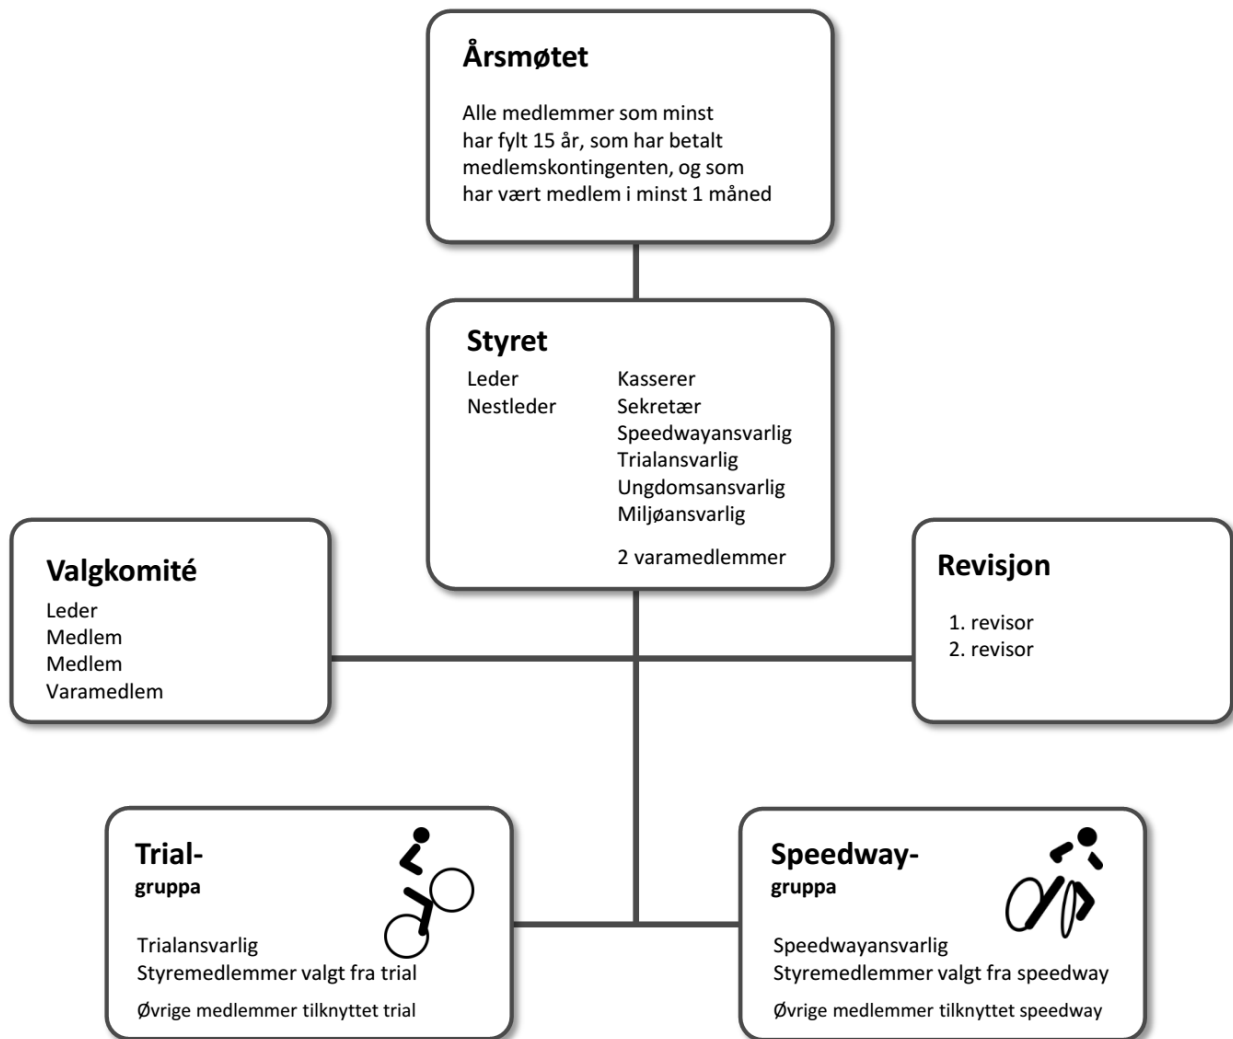 Årsmøtet
Alle medlemmer som minst
har fylt 15 år, som har betalt
medlemskontingenten, og som
har vært medlem i minst 1 måned
Styret
Leder
Nestleder
Kasserer
Sekretær
Speedwayansvarlig
Trialansvarlig
Ungdomsansvarlig
Miljøansvarlig
2 varamedlemmer
Valgkomité
Leder
Medlem
Medlem
Varamedlem
Revisjon
1. revisor
2. revisor
Trial-
gruppa
Trialansvarlig
Styremedlemmer valgt fra trial
Øvrige medlemmer tilknyttet trial
Speedway-
gruppa
Speedwayansvarlig
Styremedlemmer valgt fra speedway
Øvrige medlemmer tilknyttet speedway